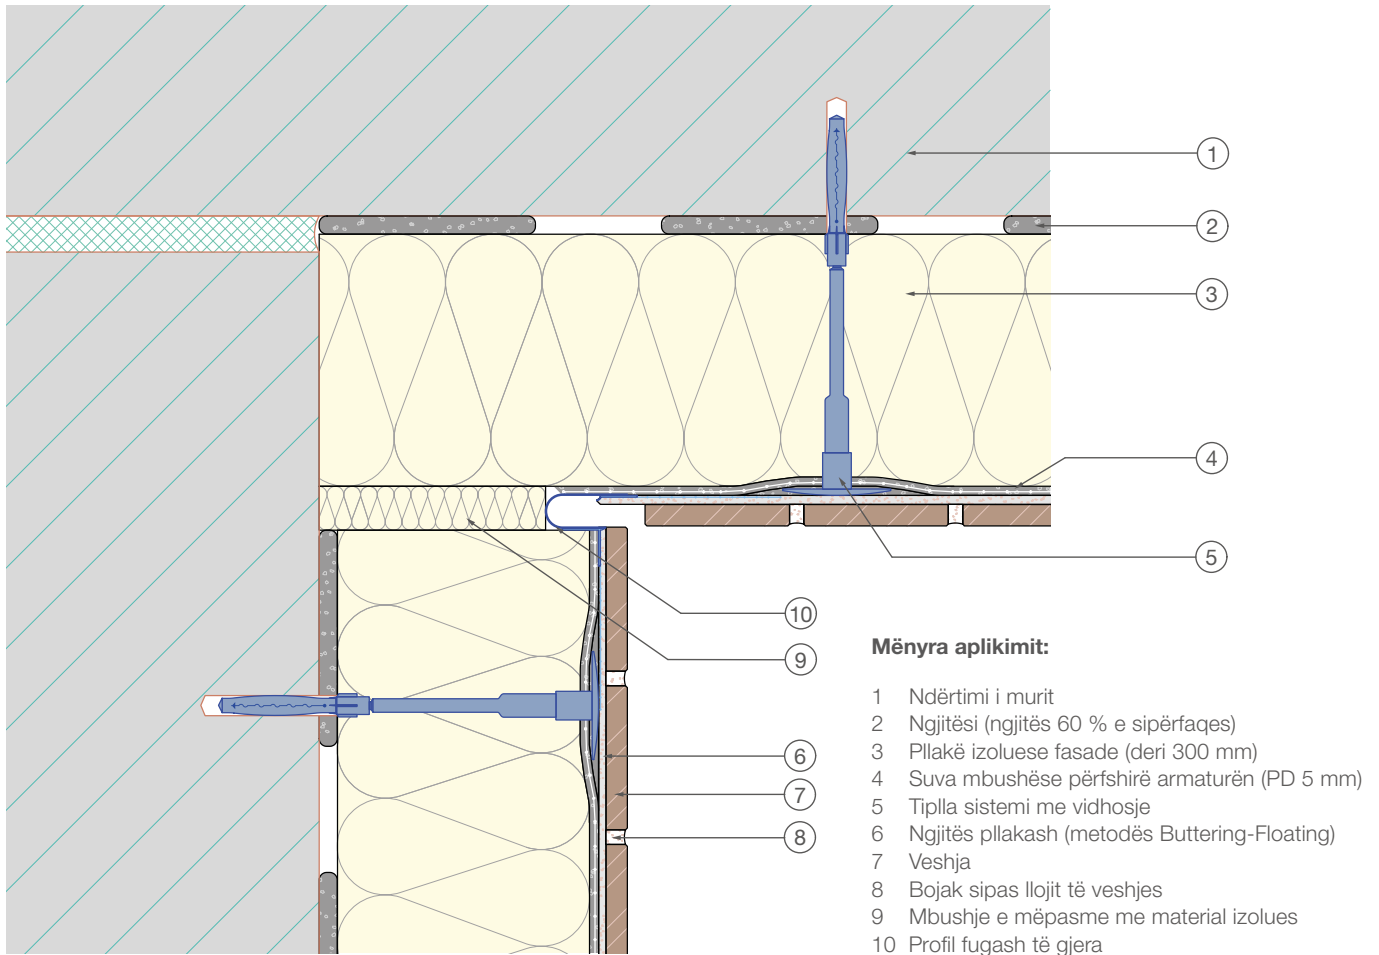 1
2
3
4
5
10
9
6
7
8
Mënyra aplikimit:
1 Ndërtimi i murit
2 Ngjitësi (ngjitës 60 % e sipërfaqes)
3 Pllakë izoluese fasade (deri 300 mm)
4 Suva mbushëse përfshirë armaturën (PD 5 mm)
5 Tiplla sistemi me vidhosje
6 Ngjitës pllakash (metodës Buttering-Floating)
7 Veshja
8 Bojak sipas llojit të veshjes
9 Mbushje e mëpasme me material izolues
10 Profil fugash të gjera